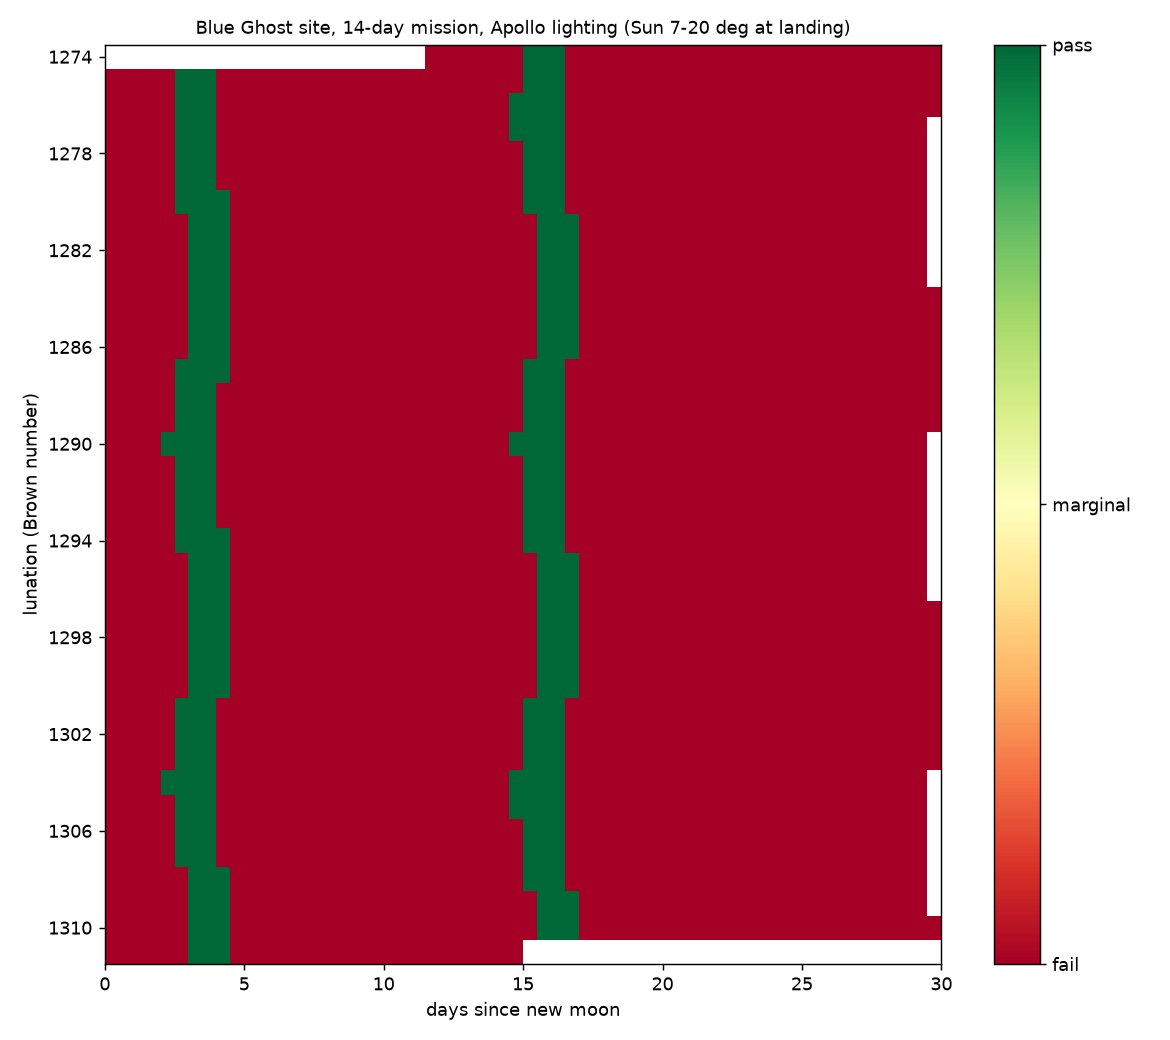 Blue Ghost site, 14-day mission, Apollo lighting (Sun 7-20 deg at landing)
1274
1278
1282
1286
1290
1294
1298
1302
1306
1310
lunation (Brown number)
0 5 10 15 20 25 30
days since new moon
pass
marginal
fail